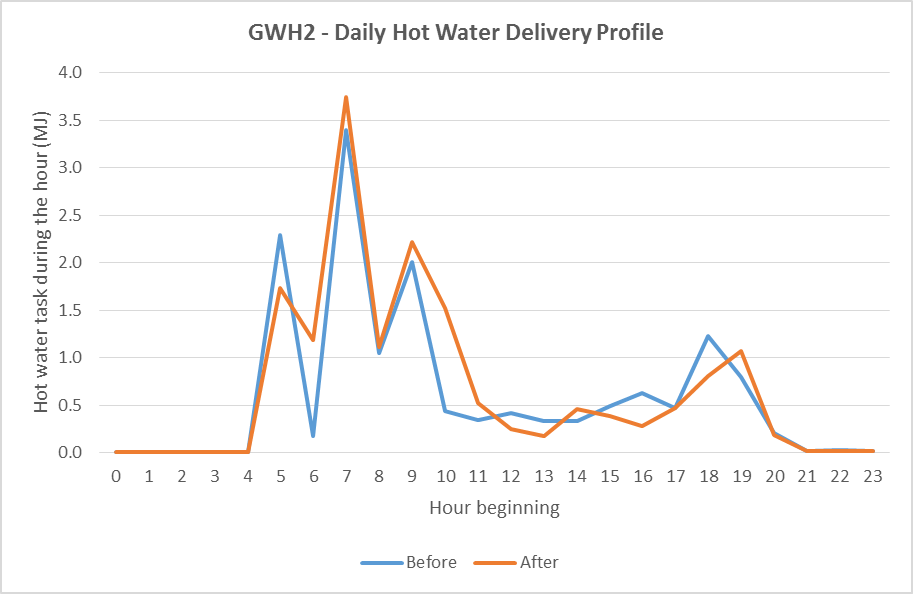 GWH2 - Daily Hot Water Delivery Profile
Hot water task during the hour (MJ)
4.0
3.5
3.0
2.5
2.0
1.5
1.0
0.5
0.0
0 1 2 3 4 5 6 7 8 9 10 11 12 13 14 15 16 17 18 19 20 21 22 23
Hour beginning
Before After